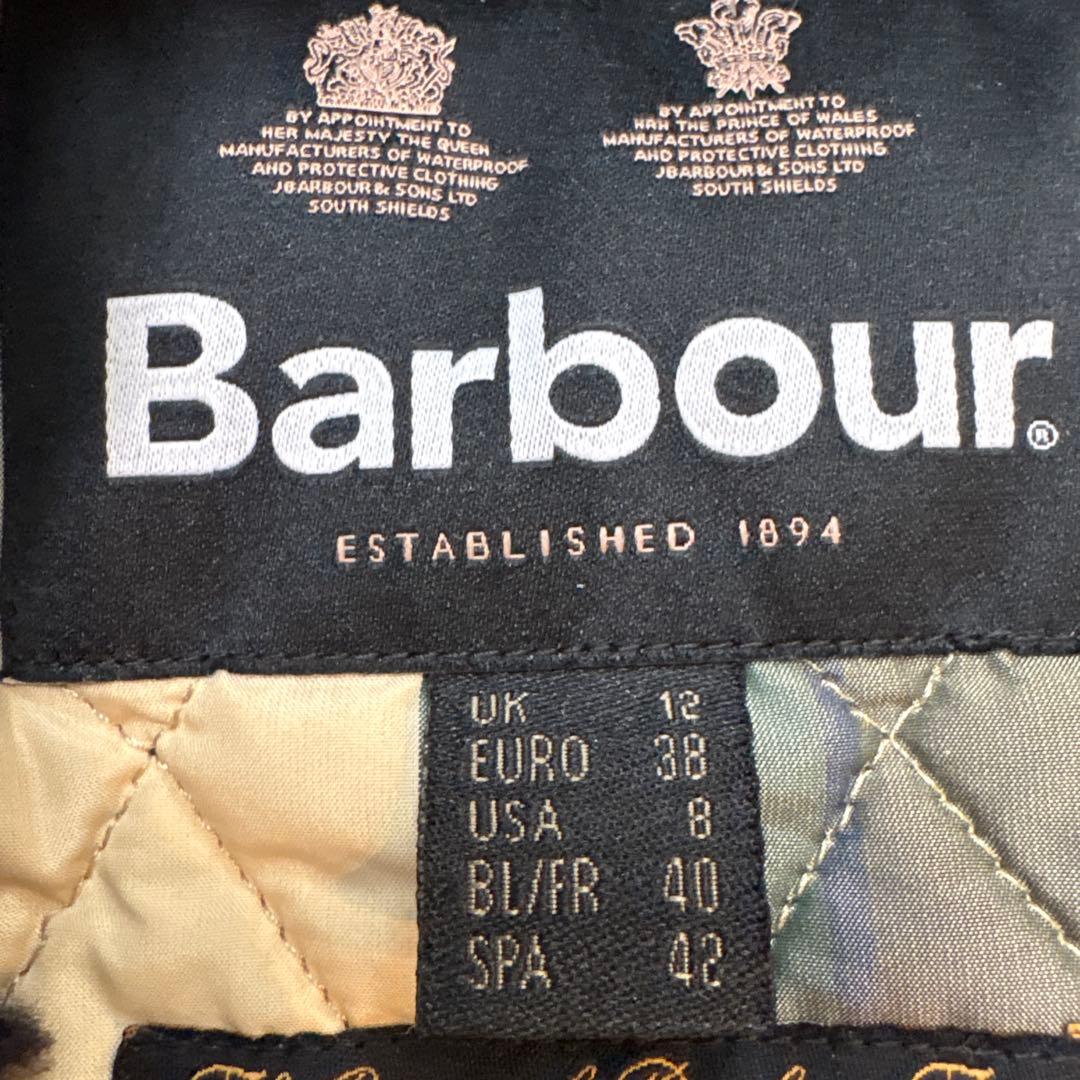 BY APPOINTMENT TO
HER MAJESTY THE QUEEN
MANUFACTURERS OF WATERPROOF
AND PROTECTIVE CLOTHING
JBARBOUR & SONS LTD
SOUTH SHIELDS
BY APPOINTMENT TO
HRH THE PRINCE OF WALES
MANUFACTURERS OF WATERPROOF
AND PROTECTIVE CLOTHING
JBARBOUR & SONS LTD
SOUTH SHIELDS
Barbour®
ESTABLISHED 1894
UK 12
EURO 38
USA 8
BL/FR 40
SPA 42